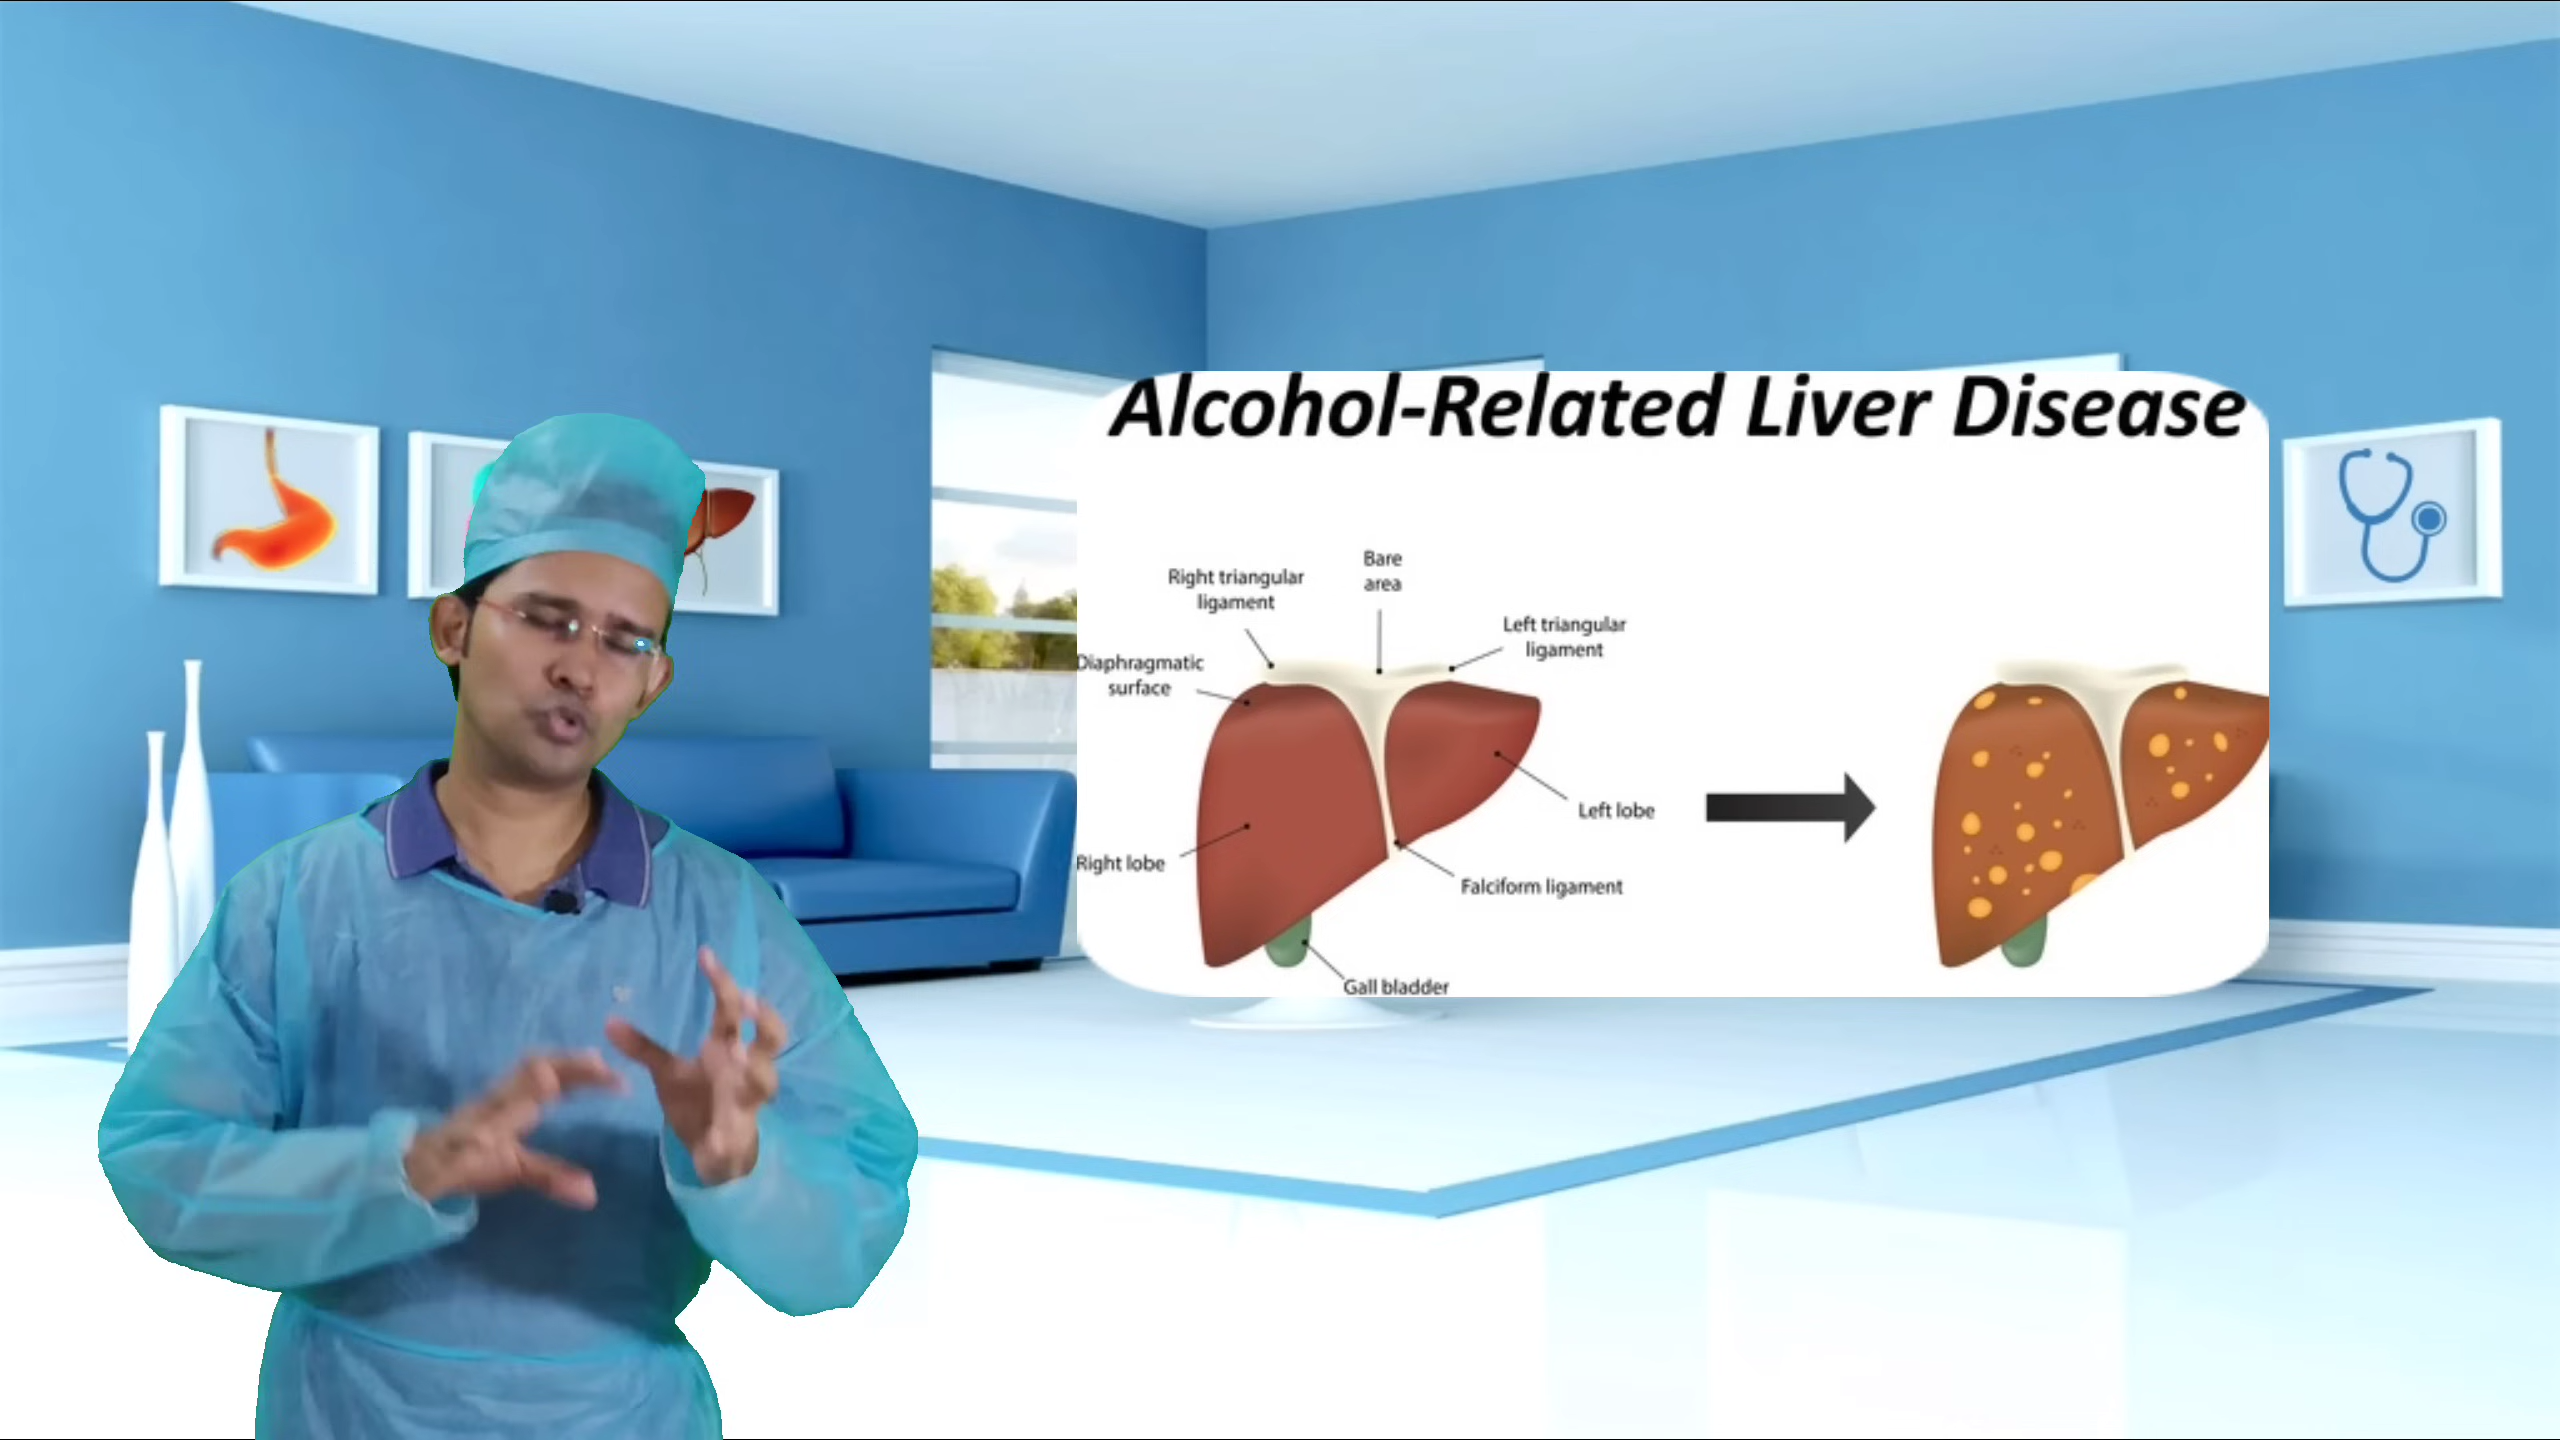 Alcohol-Related Liver Disease
Bare
area
Right triangular
ligament
Left triangular
ligament
Diaphragmatic
surface
Left lobe
Right lobe
Falciform ligament
Gall bladder